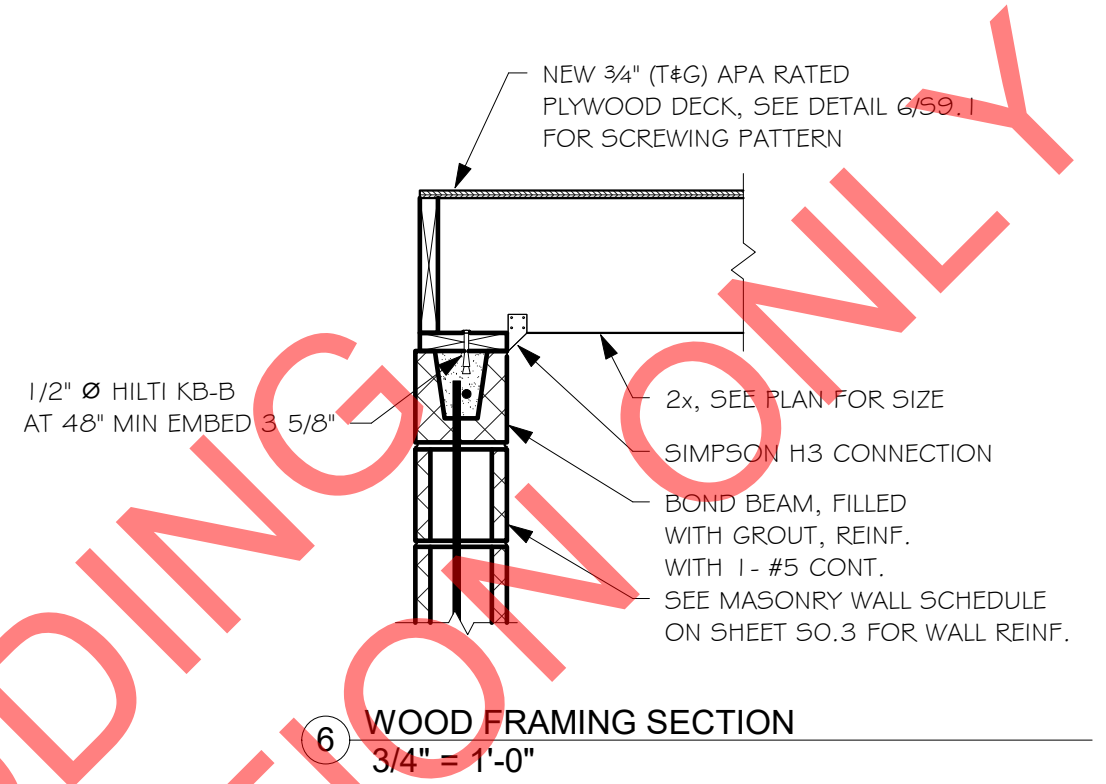 NEW 3/4" (T&G) APA RATED
PLYWOOD DECK, SEE DETAIL 6/S9.1
FOR SCREWING PATTERN
1/2" Ø HILTI KB-B
AT 48" MIN EMBED 3 5/8"
2x, SEE PLAN FOR SIZE
SIMPSON H3 CONNECTION
BOND BEAM, FILLED
WITH GROUT, REINF.
WITH 1- #5 CONT.
SEE MASONRY WALL SCHEDULE
ON SHEET S0.3 FOR WALL REINF.
6 WOOD FRAMING SECTION
3/4" = 1'-0"
DDING
TION ONLY